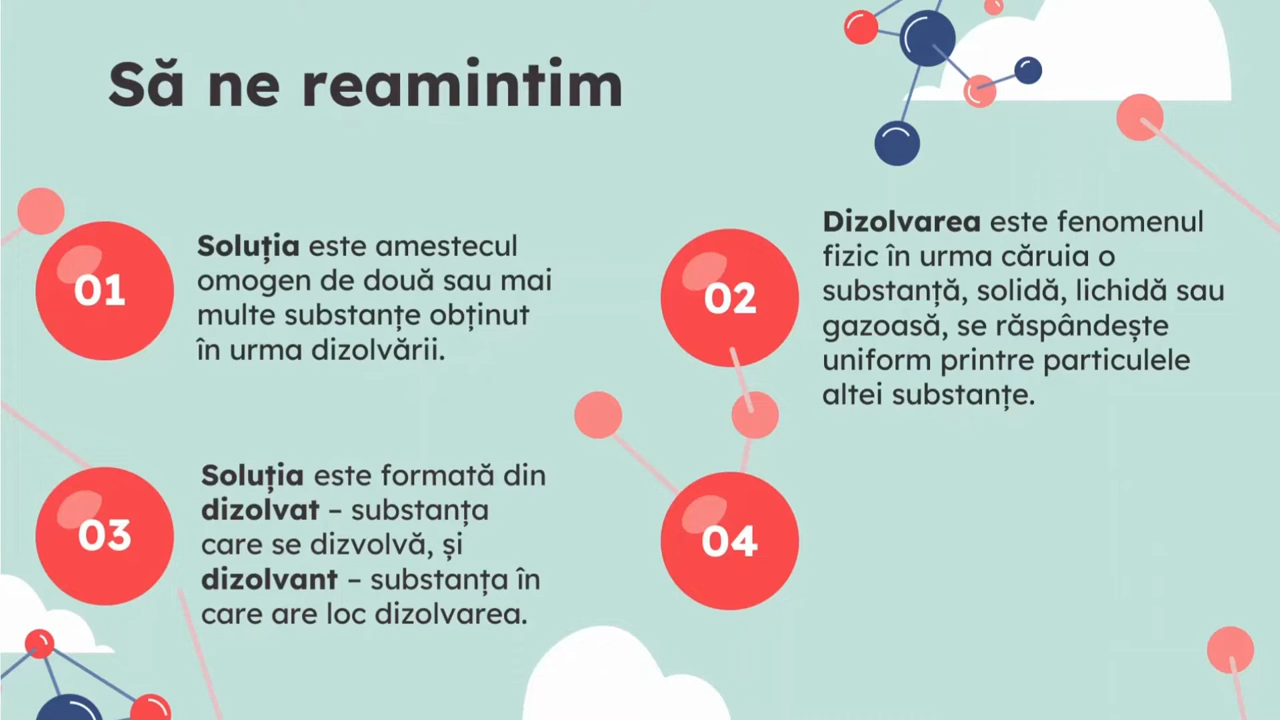 Să ne reamintim
01
Soluția este amestecul
omogen de două sau mai
multe substanțe obținut
în urma dizolvării.
02
Dizolvarea este fenomenul
fizic în urma căruia o
substanță, solidă, lichidă sau
gazoasă, se răspândește
uniform printre particulele
altei substanțe.
03
Soluția este formată din
dizolvat – substanța
care se dizvolvă, și
dizolvant – substanța în
care are loc dizolvarea.
04